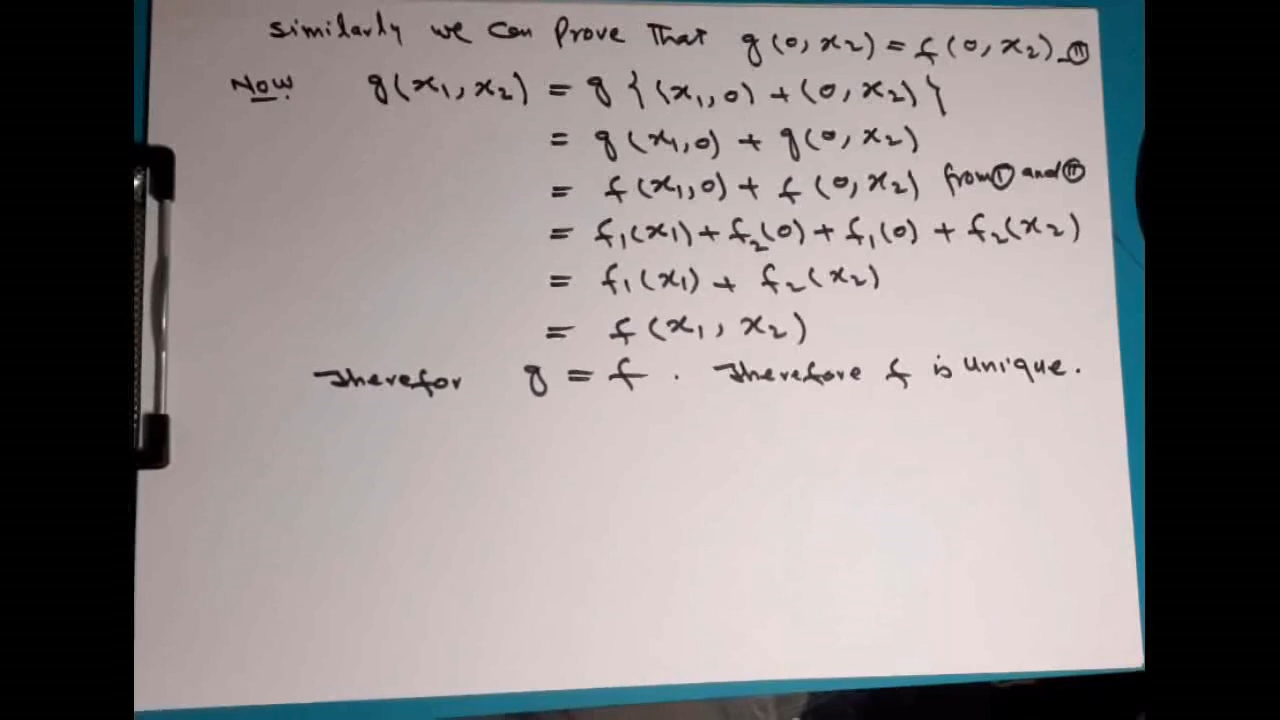 similarly we can prove that g(0, x₂) = f(0, x₂) - Ⅱ
Now g(x₁, x₂) = g {(x₁, 0) + (0, x₂)}
= g(x₁, 0) + g(0, x₂)
= f(x₁, 0) + f(0, x₂) from Ⓘ and Ⅱ
= f₁(x₁) + f₂(0) + f₁(0) + f₂(x₂)
= f₁(x₁) + f₂(x₂)
= f(x₁, x₂)
Therefor g = f . Therefore f is unique.